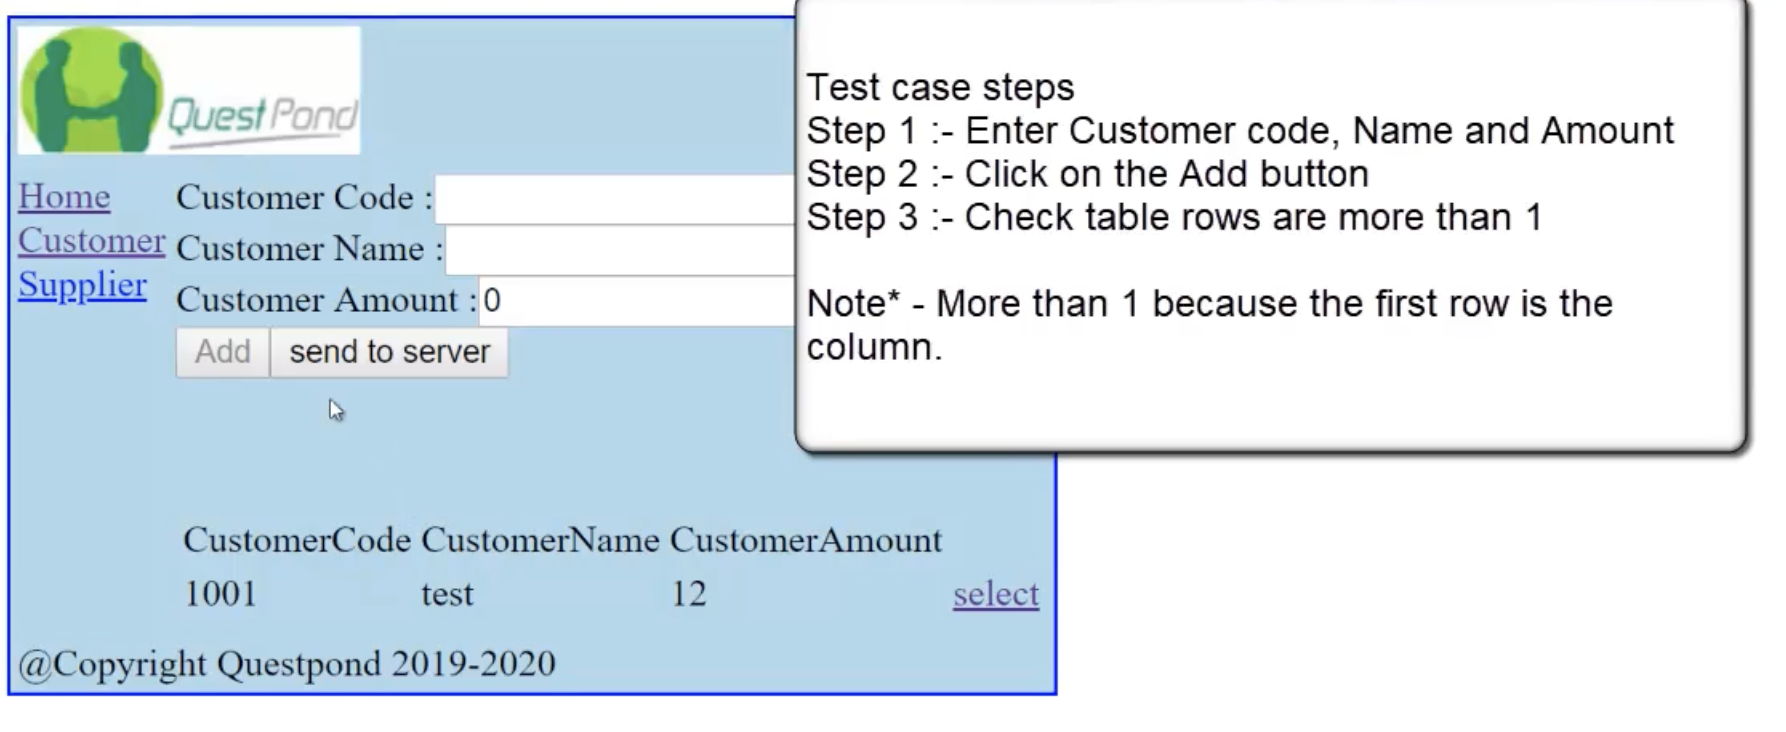 Quest Pond
Home
Customer
Supplier
Customer Code :
Customer Name :
Customer Amount : 0
Add send to server
CustomerCode CustomerName CustomerAmount
1001 test 12 select
@Copyright Questpond 2019-2020
Test case steps
Step 1 :- Enter Customer code, Name and Amount
Step 2 :- Click on the Add button
Step 3 :- Check table rows are more than 1
Note* - More than 1 because the first row is the
column.